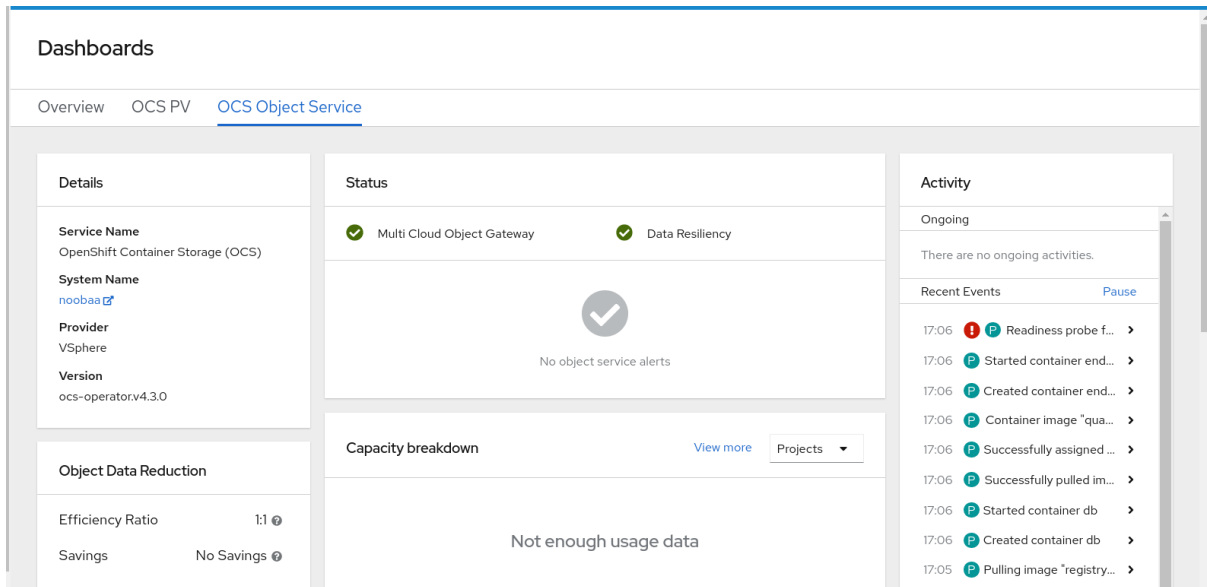 Dashboards
Overview OCS PV OCS Object Service
Details
Service Name
OpenShift Container Storage (OCS)
System Name
noobaa
Provider
VSphere
Version
ocs-operator.v4.3.0
Object Data Reduction
Efficiency Ratio 1:1
Savings No Savings
Status
Multi Cloud Object Gateway Data Resiliency
No object service alerts
Capacity breakdown View more Projects
Not enough usage data
Activity
Ongoing
There are no ongoing activities.
Recent Events Pause
17:06 P Readiness probe f...
17:06 P Started container end...
17:06 P Created container end...
17:06 P Container image "qua...
17:06 P Successfully assigned ...
17:06 P Successfully pulled im...
17:06 P Started container db
17:06 P Created container db
17:05 P Pulling image "registry...